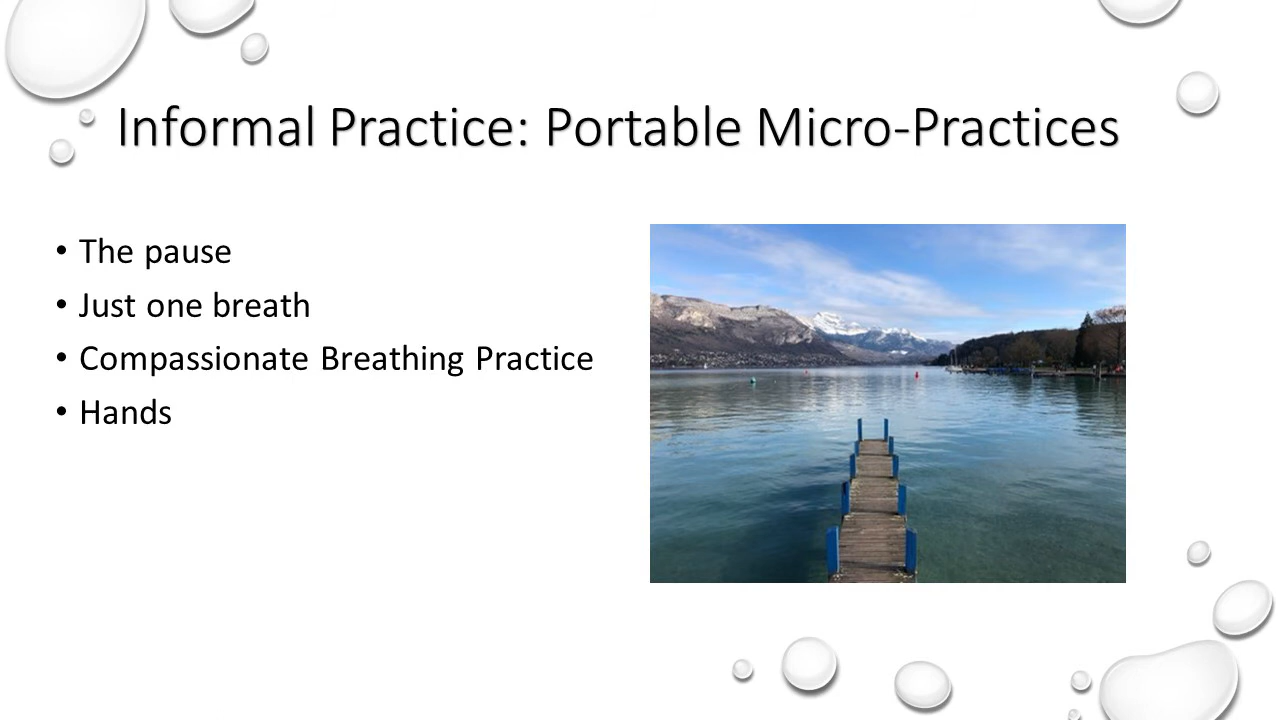 Informal Practice: Portable Micro-Practices
• The pause
• Just one breath
• Compassionate Breathing Practice
• Hands